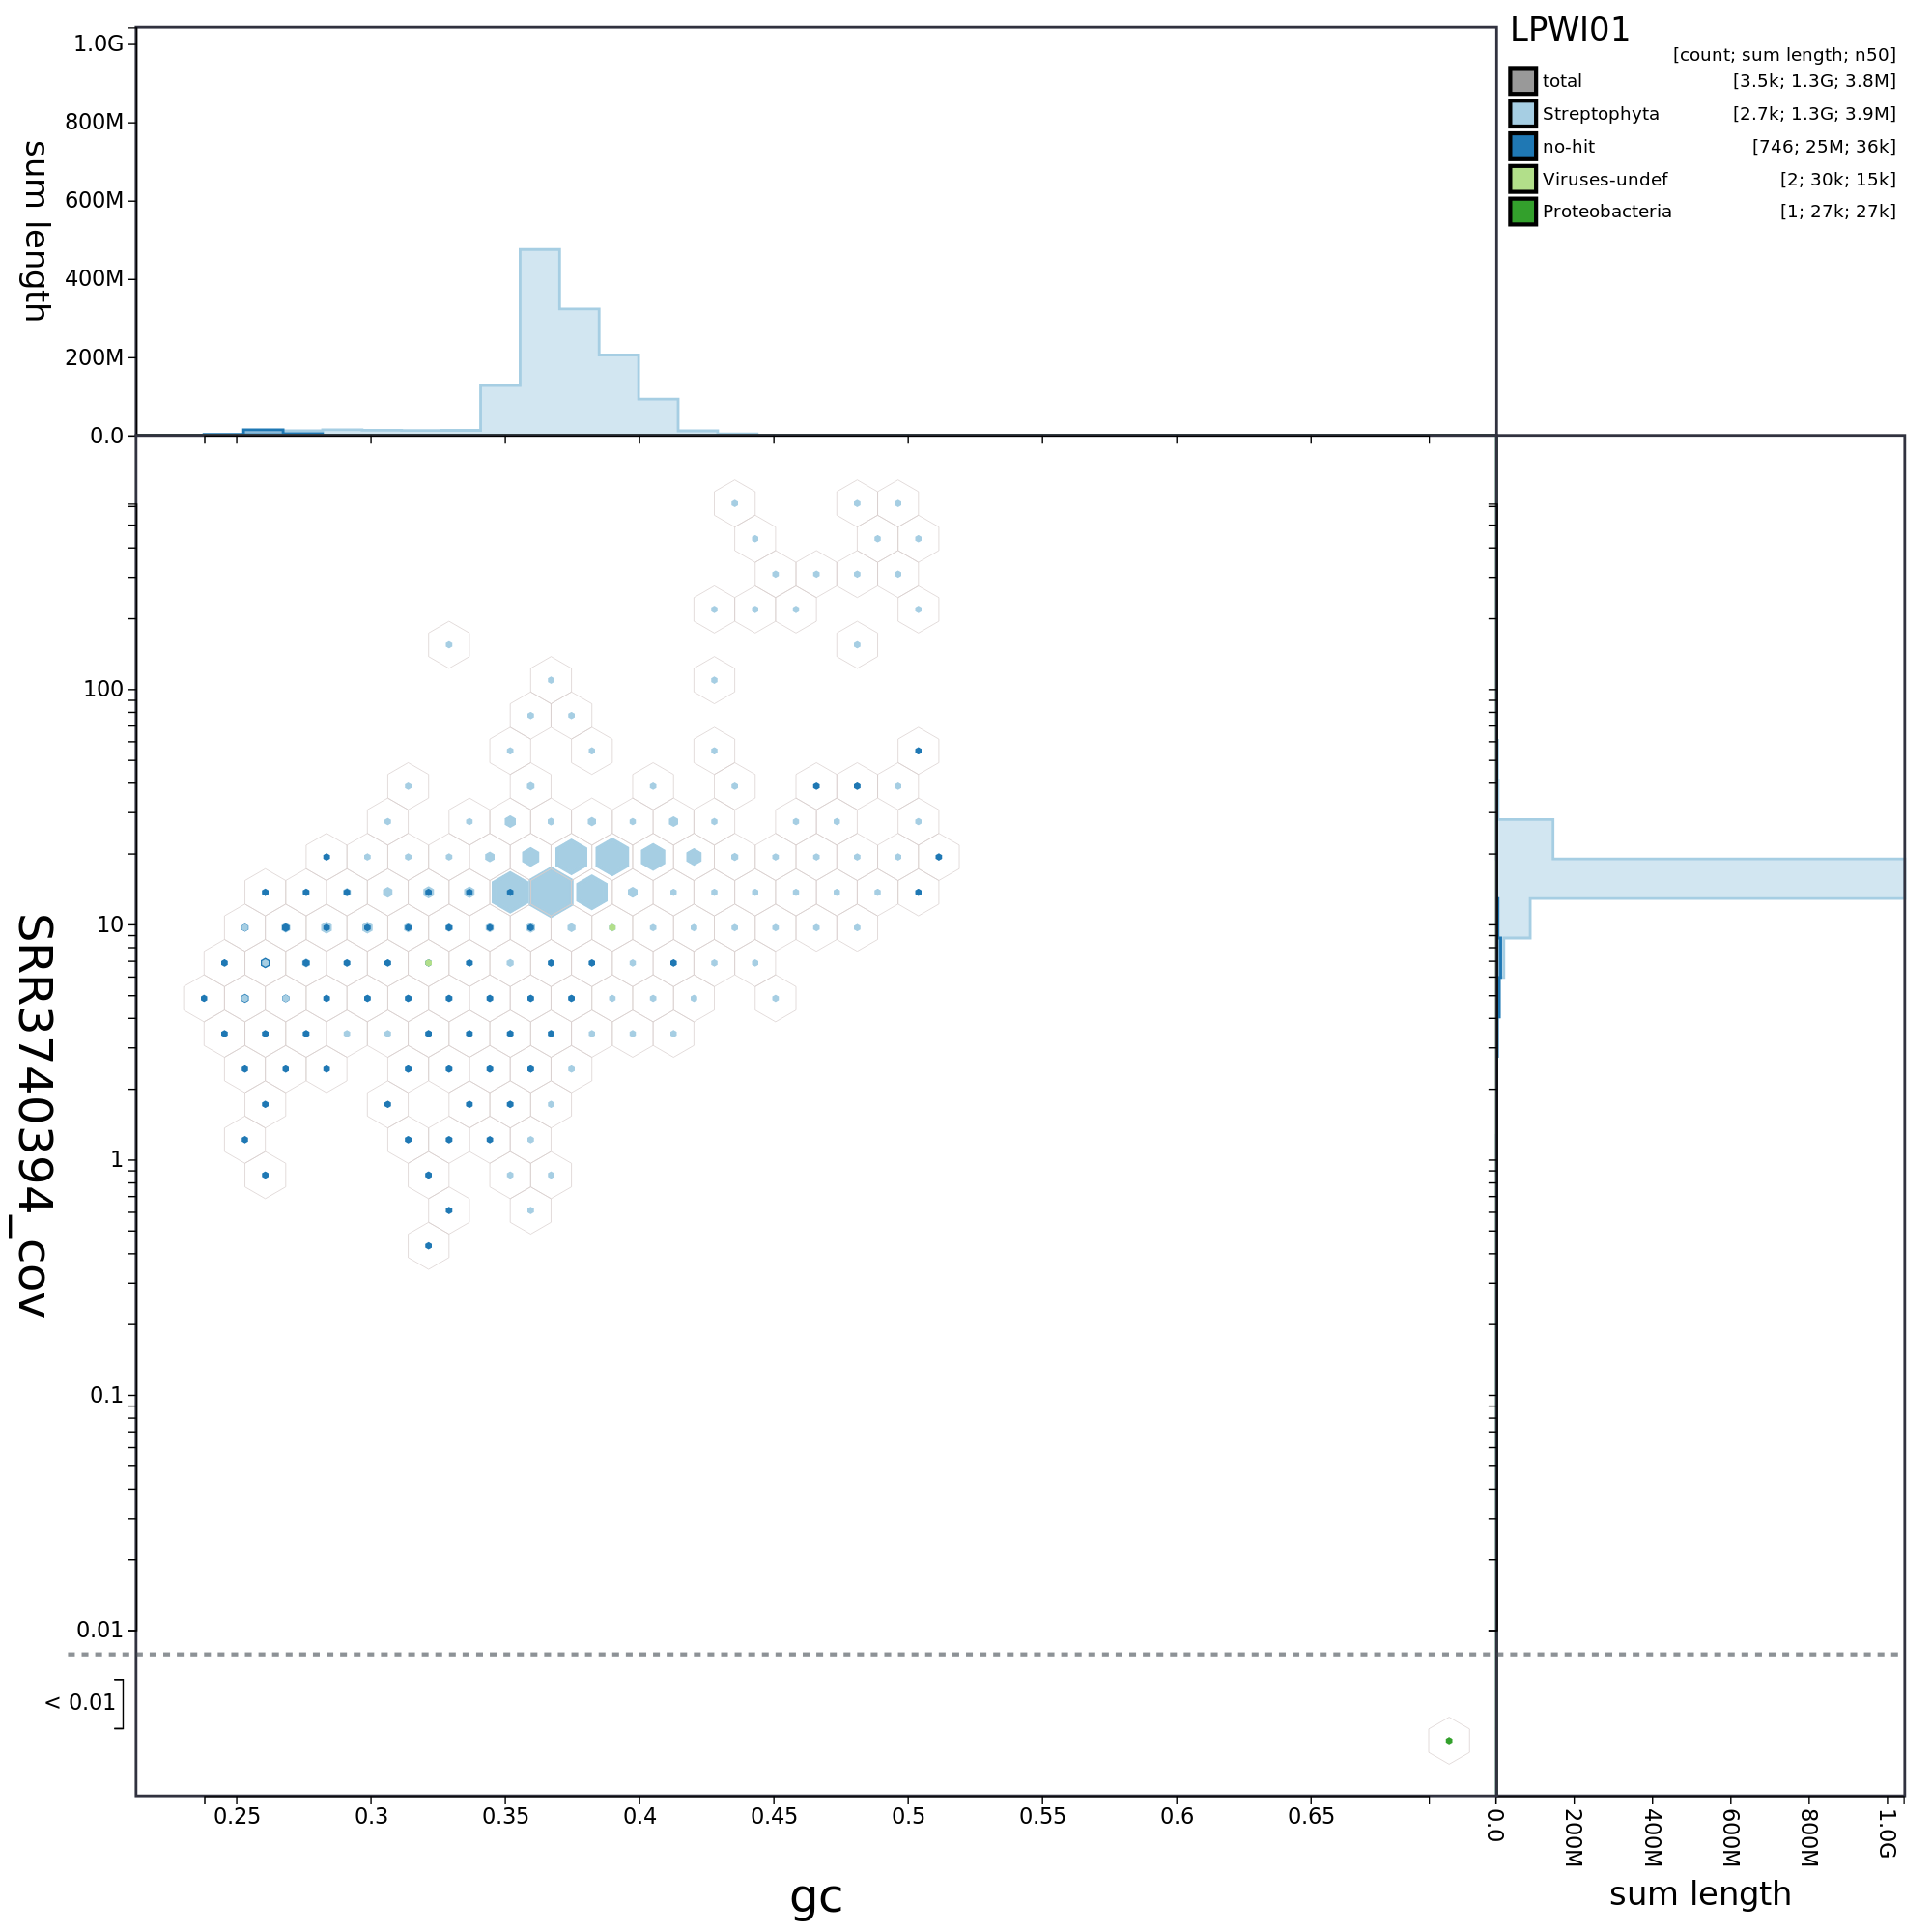 LPWI01
[count; sum length; n50]
total [3.5k; 1.3G; 3.8M]
Streptophyta [2.7k; 1.3G; 3.9M]
no-hit [746; 25M; 36k]
Viruses-undef [2; 30k; 15k]
Proteobacteria [1; 27k; 27k]
sum length
1.0G
800M
600M
400M
200M
0.0
SRR3740394_cov
100
10
1
0.1
0.01
< 0.01
0.25 0.3 0.35 0.4 0.45 0.5 0.55 0.6 0.65
gc
0.0 200M 400M 600M 800M 1.0G
sum length